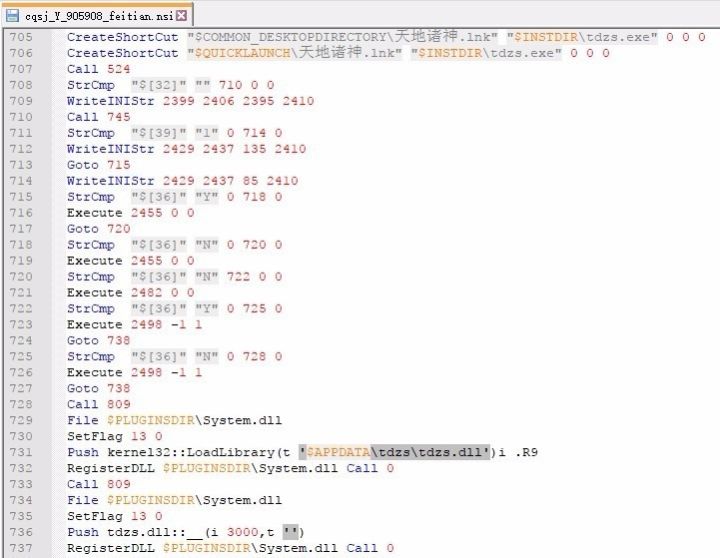 cqsj_Y_905908_feitian.nsi
705 CreateShortCut "$COMMON_DESKTOPDIRECTORY\天地诸神.lnk" "$INSTDIR\tdzs.exe" 0 0 0
706 CreateShortCut "$QUICKLAUNCH\天地诸神.lnk" "$INSTDIR\tdzs.exe" 0 0 0
707 Call 524
708 StrCmp "$[32]" "" 710 0 0
709 WriteINIStr 2399 2406 2395 2410
710 Call 745
711 StrCmp "$[39]" "1" 0 714 0
712 WriteINIStr 2429 2437 135 2410
713 Goto 715
714 WriteINIStr 2429 2437 85 2410
715 StrCmp "$[36]" "Y" 0 718 0
716 Execute 2455 0 0
717 Goto 720
718 StrCmp "$[36]" "N" 0 720 0
719 Execute 2455 0 0
720 StrCmp "$[36]" "N" 722 0 0
721 Execute 2482 0 0
722 StrCmp "$[36]" "Y" 0 725 0
723 Execute 2498 -1 1
724 Goto 738
725 StrCmp "$[36]" "N" 0 728 0
726 Execute 2498 -1 1
727 Goto 738
728 Call 809
729 File $PLUGINSDIR\System.dll
730 SetFlag 13 0
731 Push kernel32::LoadLibrary(t '$APPDATA\tdzs\tdzs.dll')i .R9
732 RegisterDLL $PLUGINSDIR\System.dll Call 0
733 Call 809
734 File $PLUGINSDIR\System.dll
735 SetFlag 13 0
736 Push tdzs.dll::__(i 3000,t '')
737 RegisterDLL $PLUGINSDIR\System.dll Call 0